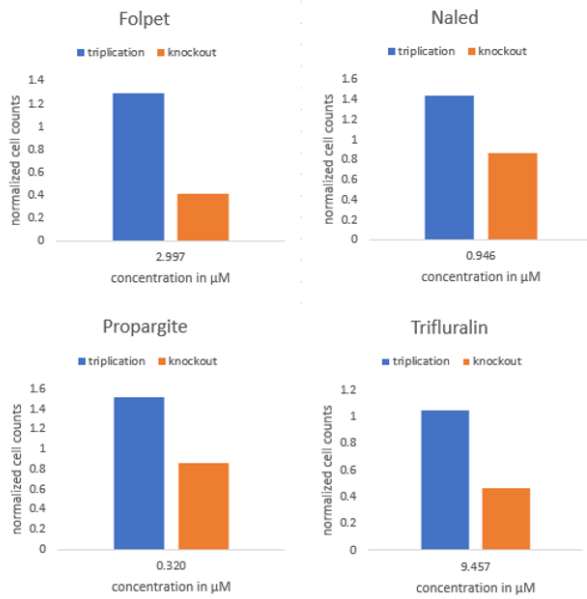 Folpet
triplication knockout
normalized cell counts
1.4
1.2
1
0.8
0.6
0.4
0.2
0
2.997
concentration in µM
Naled
triplication knockout
normalized cell counts
1.6
1.4
1.2
1
0.8
0.6
0.4
0.2
0
0.946
concentration in µM
Propargite
triplication knockout
normalized cell counts
1.6
1.4
1.2
1
0.8
0.6
0.4
0.2
0
0.320
concentration in µM
Trifluralin
triplication knockout
normalized cell counts
1.2
1
0.8
0.6
0.4
0.2
0
9.457
concentration in µM